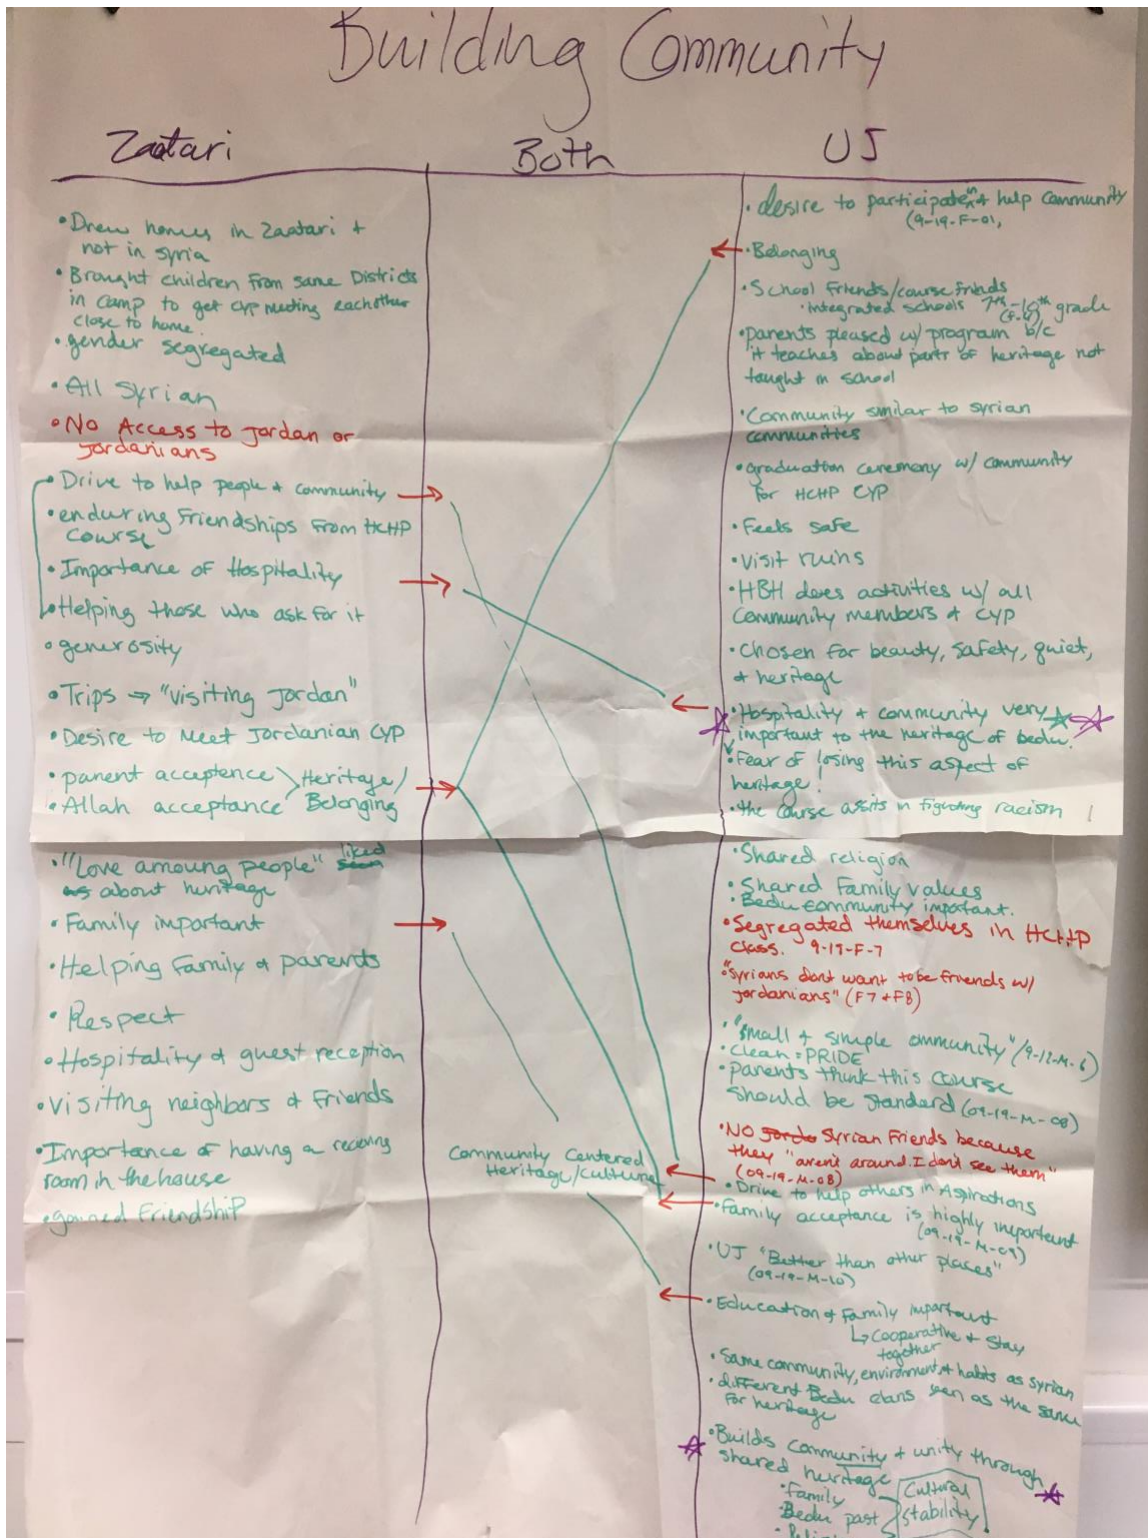 Building Community
Zaatari
Both
UJ
• Drew homes in Zaatari +
not in Syria
• Brought children from same Districts
in camp to get CYP meeting eachother
close to home.
• gender segregated
• All Syrian
• No Access to Jordan or
Jordanians
• Drive to help people + community
• enduring Friendships From HCHP
course
• Importance of Hospitality
• Helping those who ask for it
• generosity
• Trips → "visiting Jordan"
• Desire to Meet Jordanian CYP
• parent acceptence
• Allah acceptance
Heritage/
Belonging
• "Love amoung people" liked
about heritage
• Family important
• Helping Family & parents
• Respect
• Hospitality & guest reception
• Visiting neighbors & Friends
• Importance of having a receiving
room in the house
• gained Friendship
Community Centered
Heritage/culture
• desire to participate in + help community
(9-19-F-01,
• Belonging
• School Friends/course friends
• integrated schools 7th-10th grade
• parents pleased w/ program b/c
it teaches about parts of heritage not
taught in school
• Community similar to syrian
communities
• graduation ceremony w/ community
for HCHP CYP
• Feels safe
• Visit ruins
• HBH does activities w/ all
Community members & CYP
• Chosen for beauty, safety, quiet,
& heritage
• Hospitality + community very
important to the heritage of bedu.
• Fear of losing this aspect of
heritage!
• the course assits in fighting racism
• Shared religion
• Shared Family values
• Bedu community important.
• Segregated themselves in HCHP
class. 9-17-F-7
"Syrians dont want to be friends w/
Jordanians" (F7 + F8)
• "Small + simple ommunity" (9-12-M-6)
• Clean = PRIDE
• parents think this course
should be standard (09-19-M-08)
• NO Syrian Friends because
they "aren't around. I don't see them"
(09-19-M-08)
• Drive to help others in Aspirations
• Family acceptance is highly important
(09-19-M-09)
• UJ "Better than other places"
(09-19-M-10)
• Education & Family important
↳ Cooperative & Stay
together
• Same community, environment, & habits as syrian
• different Bedu clans seen as the same
for heritage
• Builds community + unity through
shared heritage
• Family
Bedu past
Cultural
stability